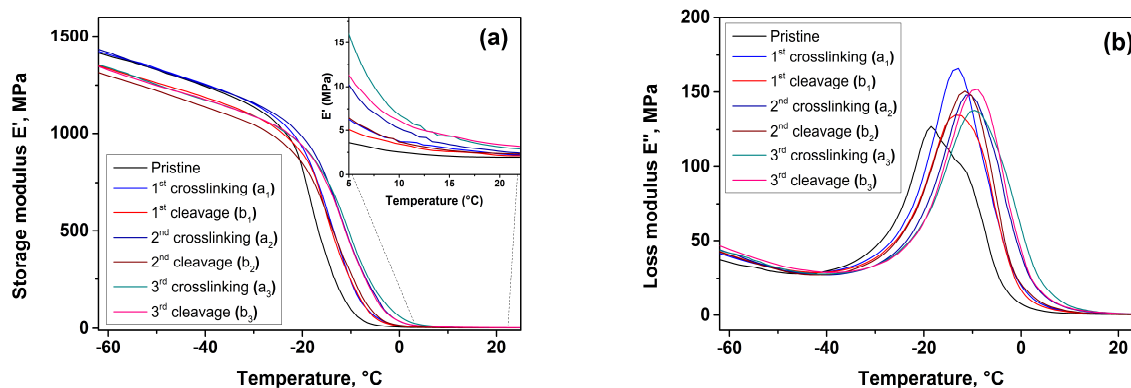 (a)
Storage modulus E', MPa
1500
1000
500
0
-60
-40
-20
0
20
Temperature, °C
Pristine
1st crosslinking (a1)
1st cleavage (b1)
2nd crosslinking (a2)
2nd cleavage (b2)
3rd crosslinking (a3)
3rd cleavage (b3)
E' (MPa)
15
10
5
0
5
10
15
20
Temperature (°C)
(b)
Loss modulus E'', MPa
200
150
100
50
0
-60
-40
-20
0
20
Temperature, °C
Pristine
1st crosslinking (a1)
1st cleavage (b1)
2nd crosslinking (a2)
2nd cleavage (b2)
3rd crosslinking (a3)
3rd cleavage (b3)